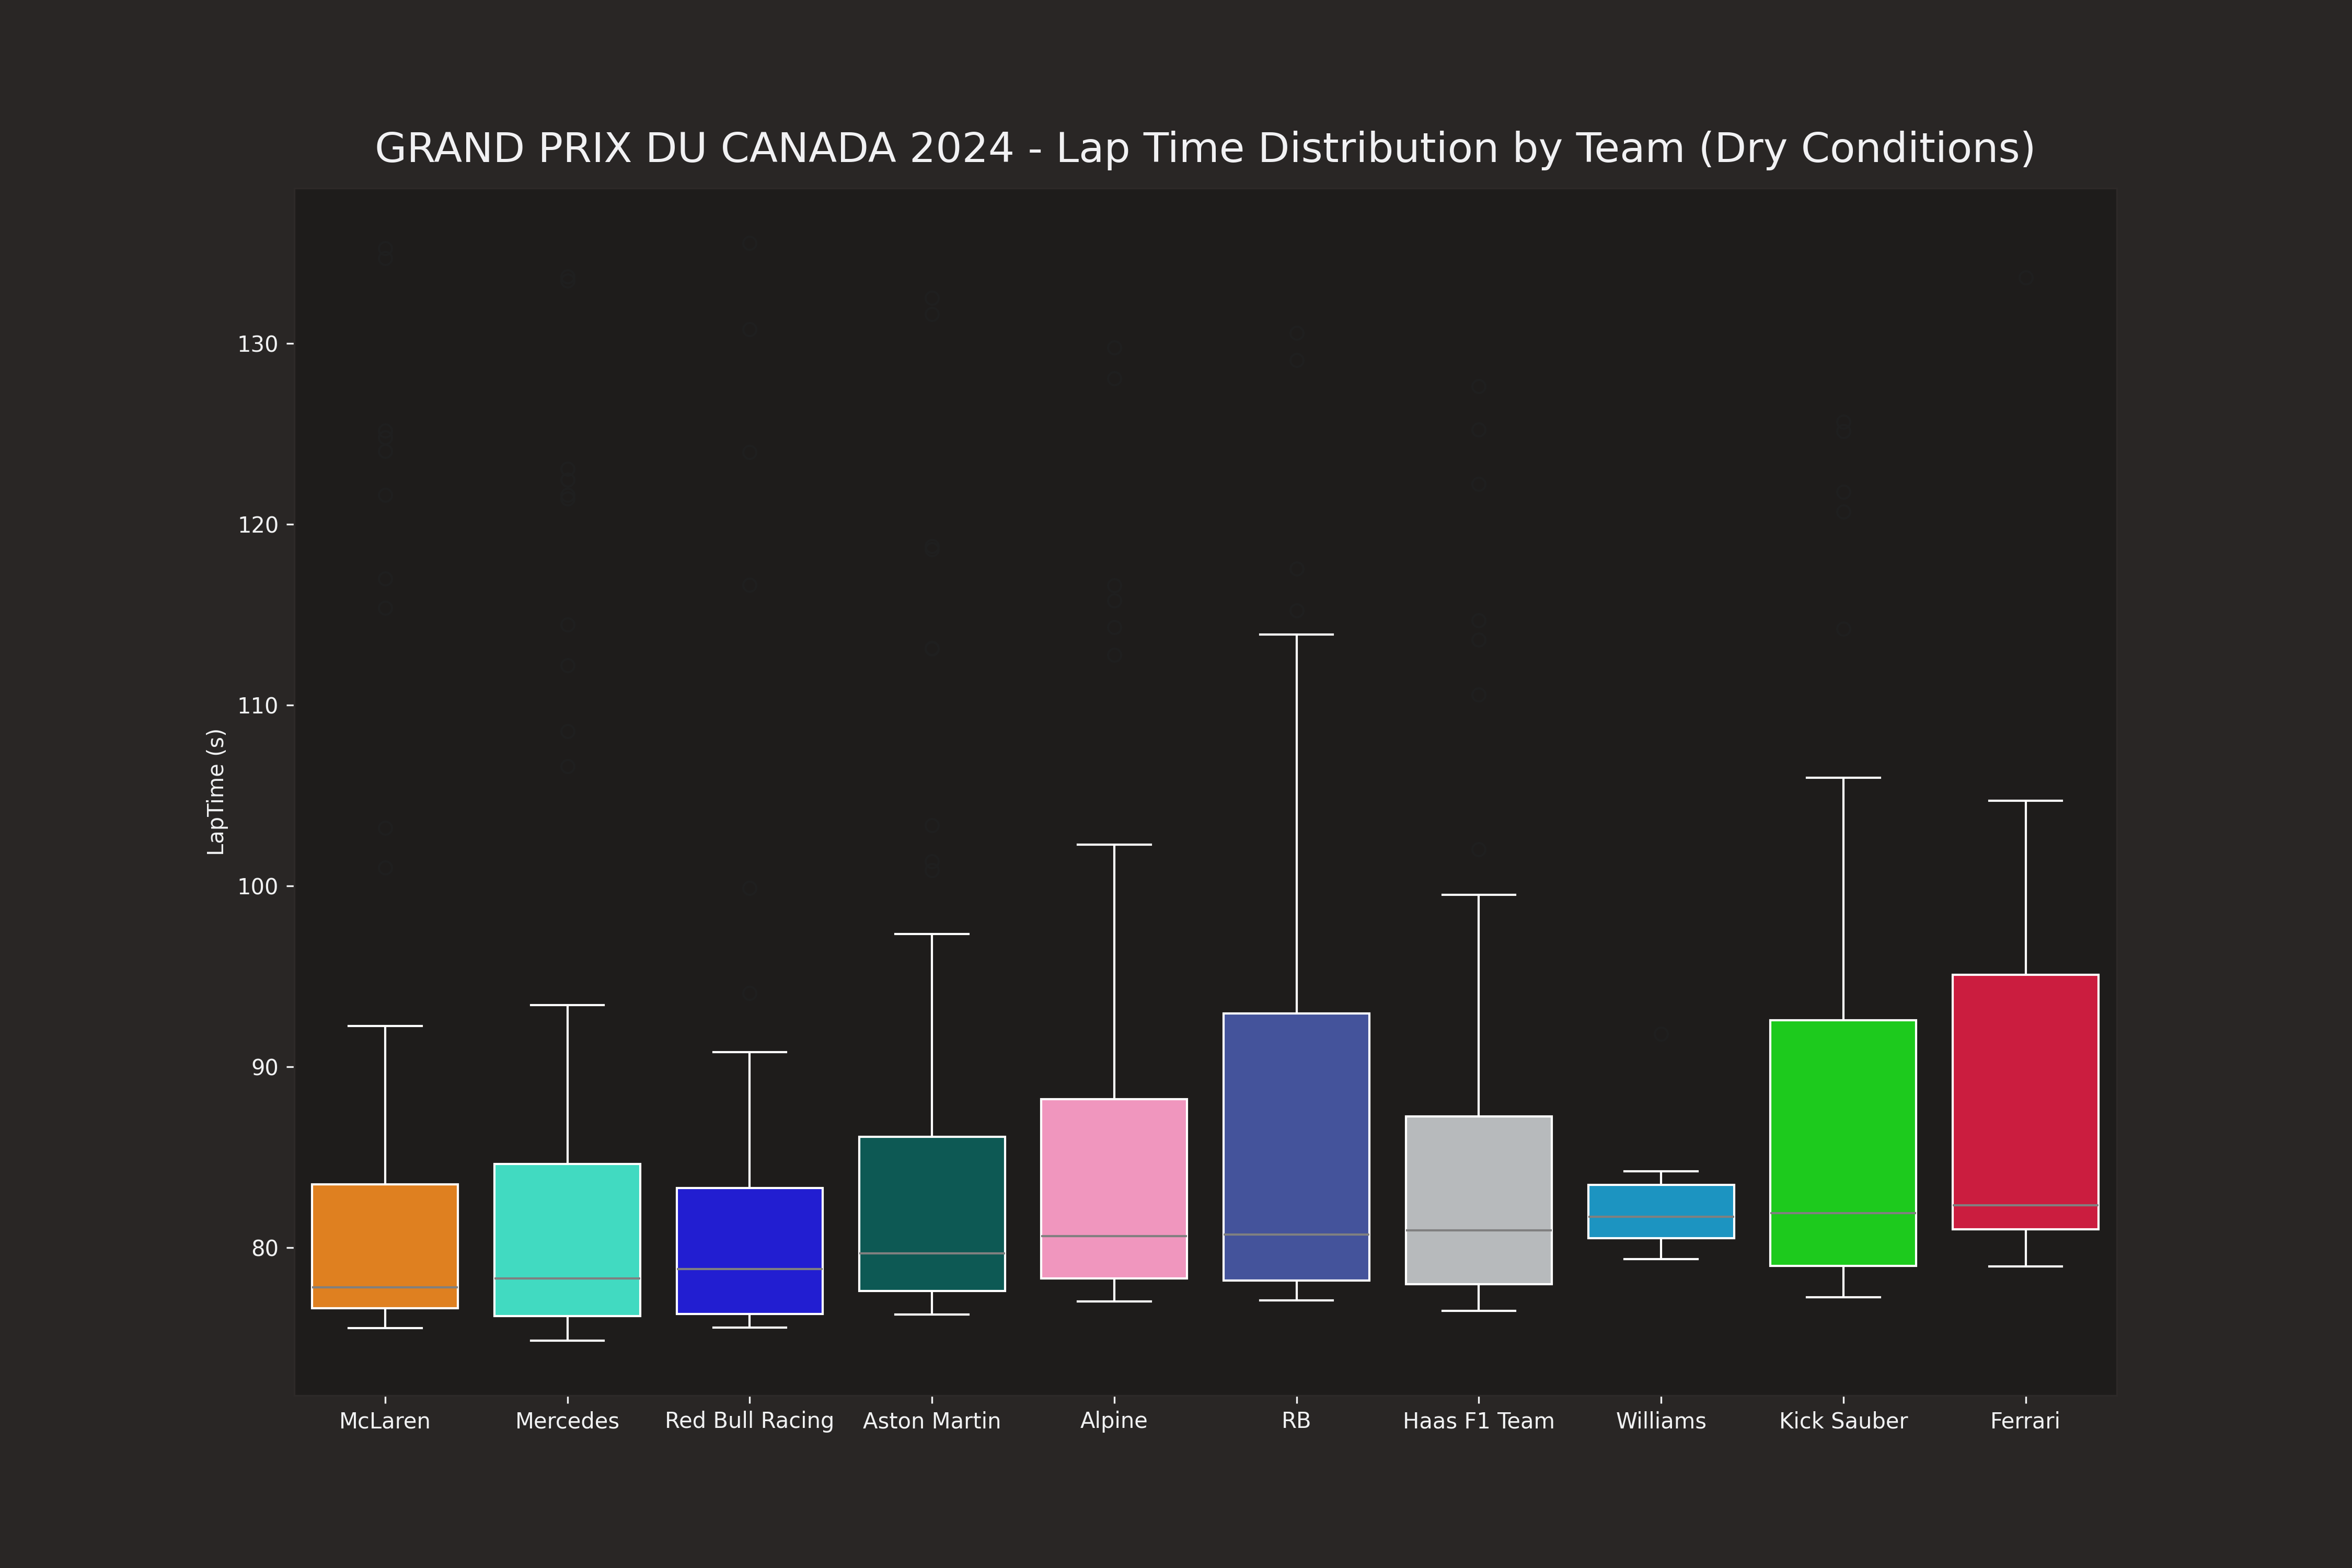 GRAND PRIX DU CANADA 2024 - Lap Time Distribution by Team (Dry Conditions)
LapTime (s)
130
120
110
100
90
80
McLaren
Mercedes
Red Bull Racing
Aston Martin
Alpine
RB
Haas F1 Team
Williams
Kick Sauber
Ferrari